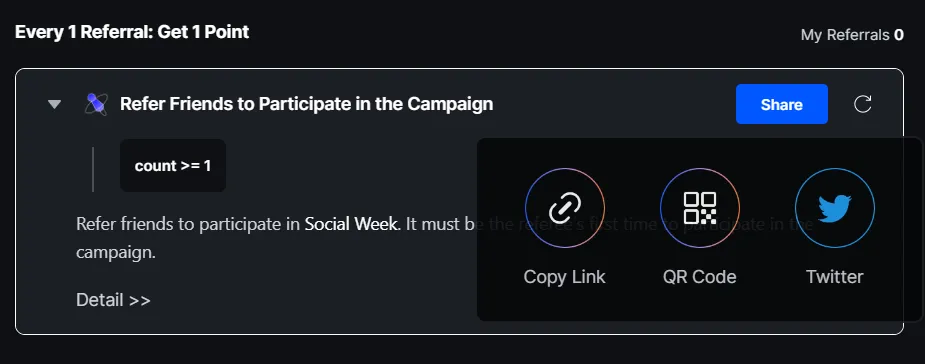 Every 1 Referral: Get 1 Point
My Referrals 0
Refer Friends to Participate in the Campaign
Share
count >= 1
Refer friends to participate in Social Week. It must be the referee's first time to participate in the
campaign.
Detail >>
Copy Link
QR Code
Twitter